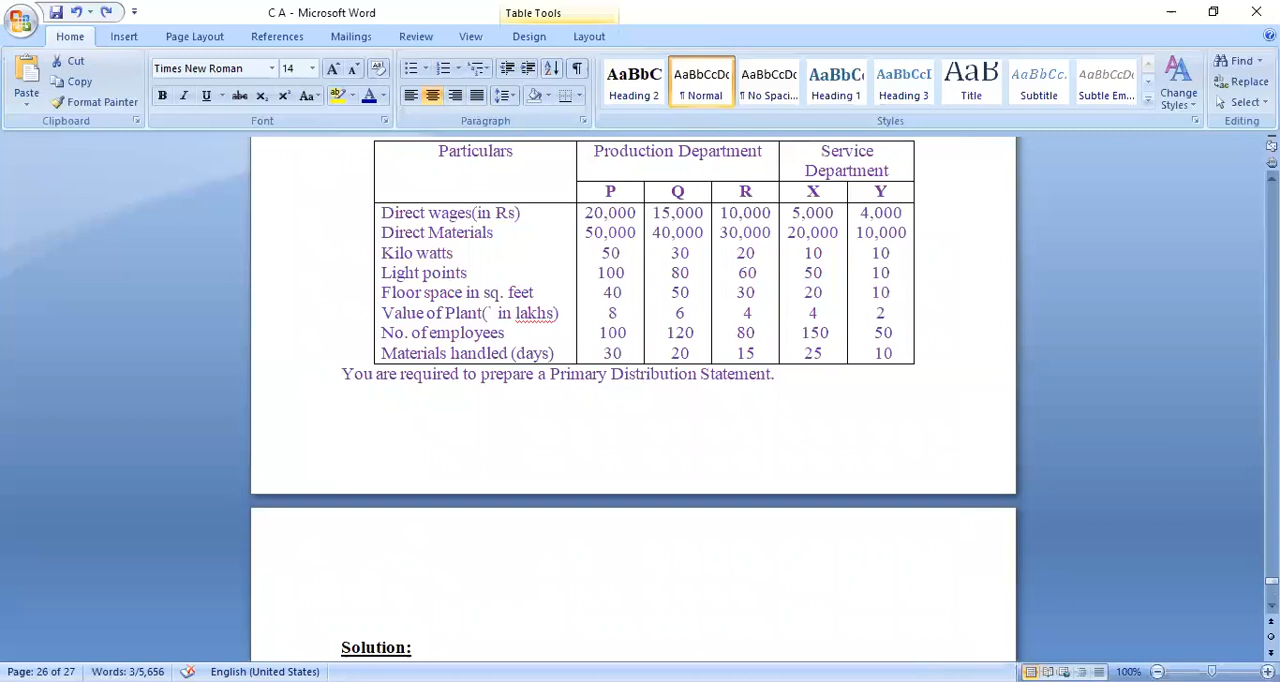 C A - Microsoft Word
Table Tools
Home Insert Page Layout References Mailings Review View Design Layout
Paste
Cut
Copy
Format Painter
Clipboard
Times New Roman 14
Font
Paragraph
AaBbC AaBbCcDc AaBbCcDc AaBbC AaBbCcI AaB AaBbCc. AaBbCcDc
Heading 2 ¶ Normal ¶ No Spaci... Heading 1 Heading 3 Title Subtitle Subtle Em...
Change
Styles
Styles
Find
Replace
Select
Editing
Particulars Production Department Service
Department
P Q R X Y
Direct wages(in Rs) 20,000 15,000 10,000 5,000 4,000
Direct Materials 50,000 40,000 30,000 20,000 10,000
Kilo watts 50 30 20 10 10
Light points 100 80 60 50 10
Floor space in sq. feet 40 50 30 20 10
Value of Plant(` in lakhs) 8 6 4 4 2
No. of employees 100 120 80 150 50
Materials handled (days) 30 20 15 25 10
You are required to prepare a Primary Distribution Statement.
Solution:
Page: 26 of 27 Words: 3/5,656 English (United States) 100%